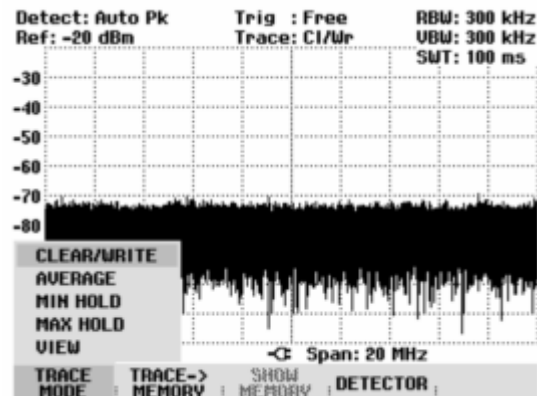 Detect: Auto Pk Trig : Free RBW: 300 kHz
Ref: -20 dBm Trace: Cl/Wr VBW: 300 kHz
SWT: 100 ms
-30
-40
-50
-60
-70
-80
CLEAR/WRITE
AVERAGE
MIN HOLD
MAX HOLD
VIEW
Span: 20 MHz
TRACE MODE TRACE-> MEMORY SHOW MEMORY DETECTOR